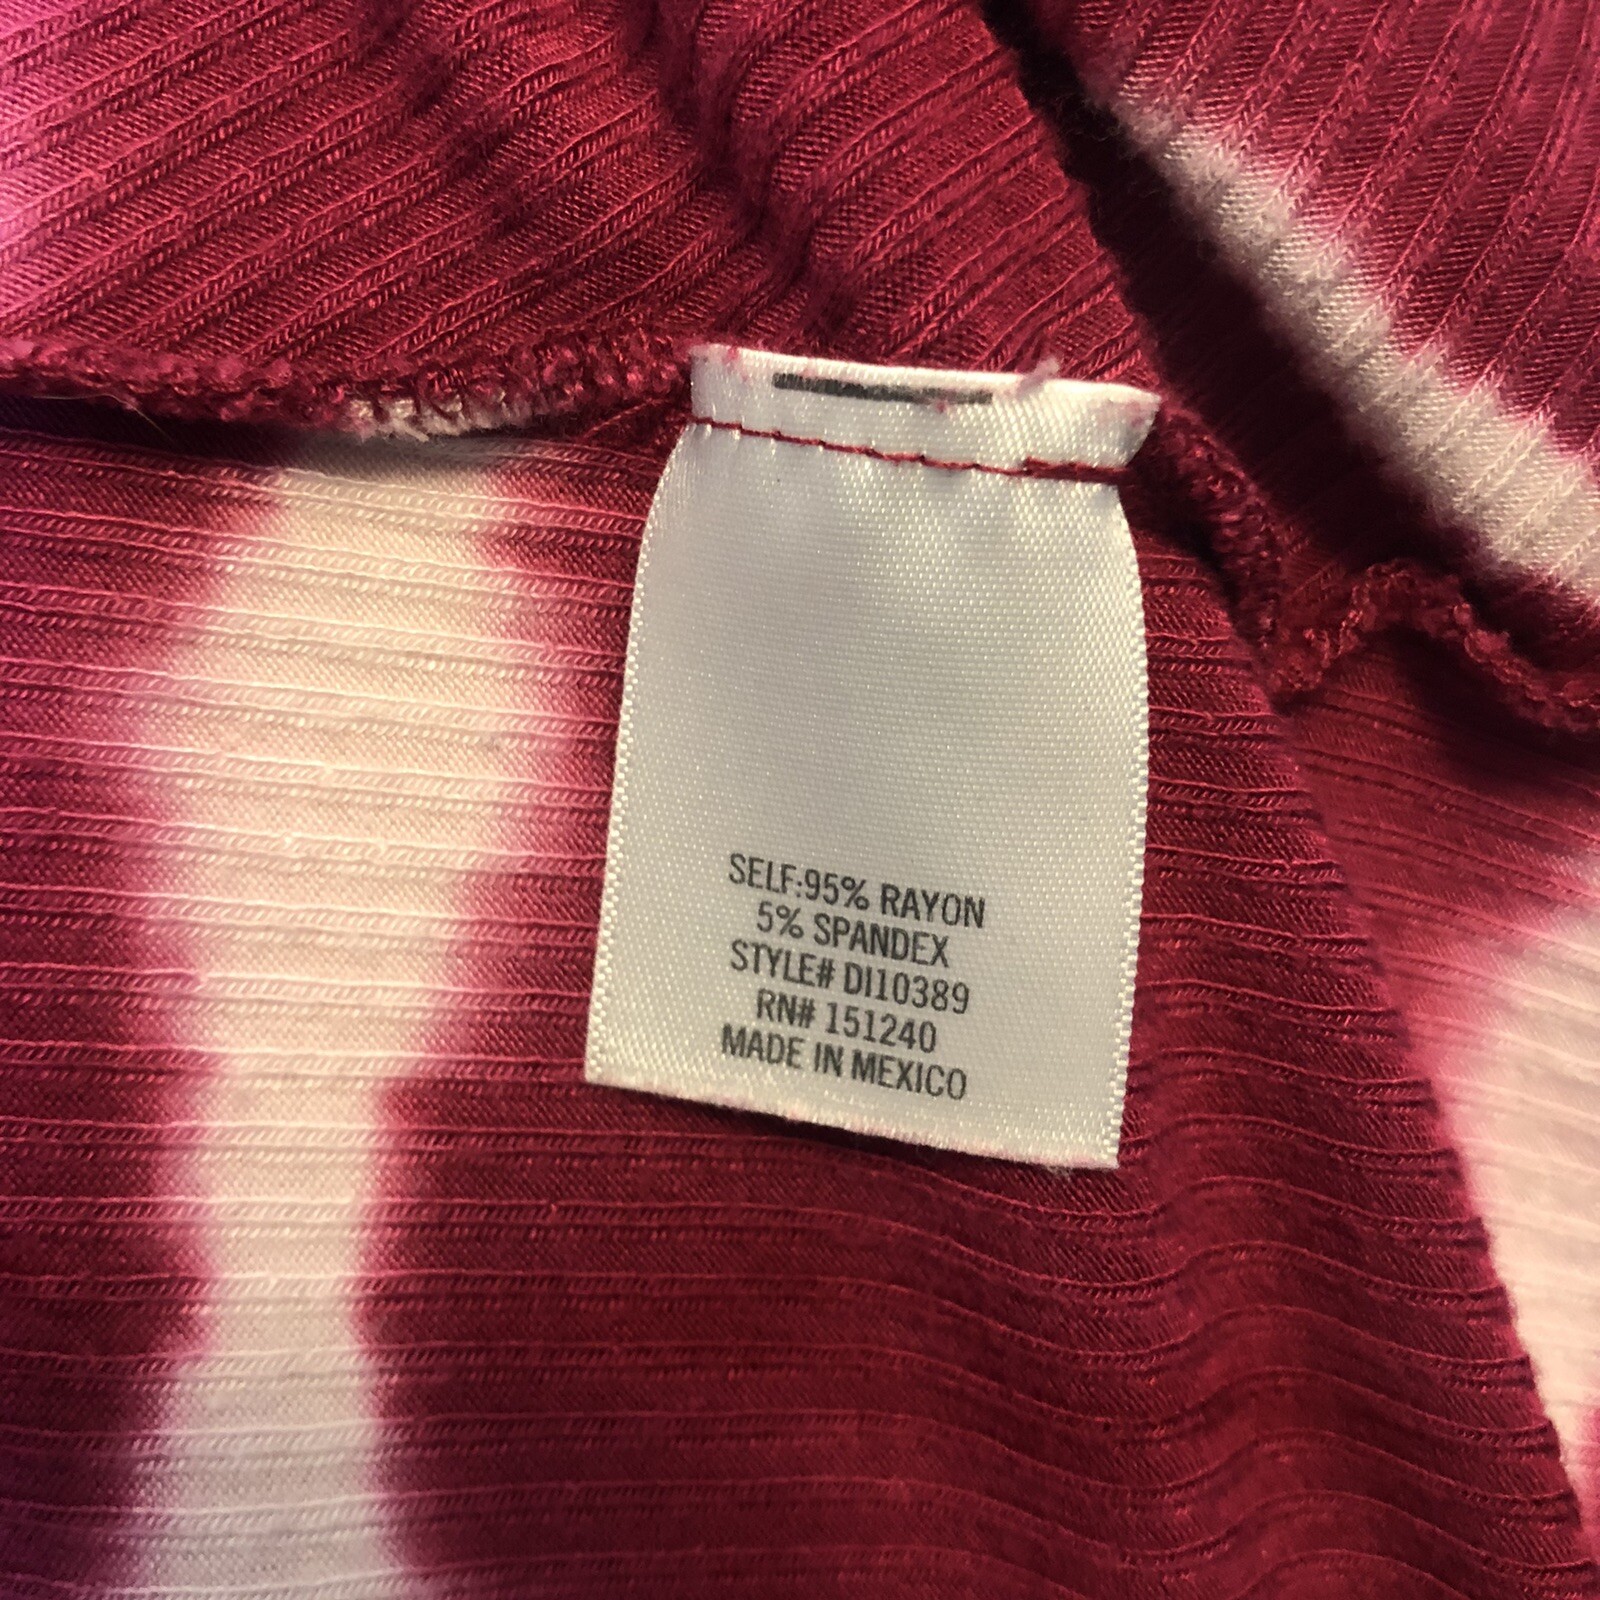 SELF:95% RAYON
5% SPANDEX
STYLE# DI10389
RN# 151240
MADE IN MEXICO